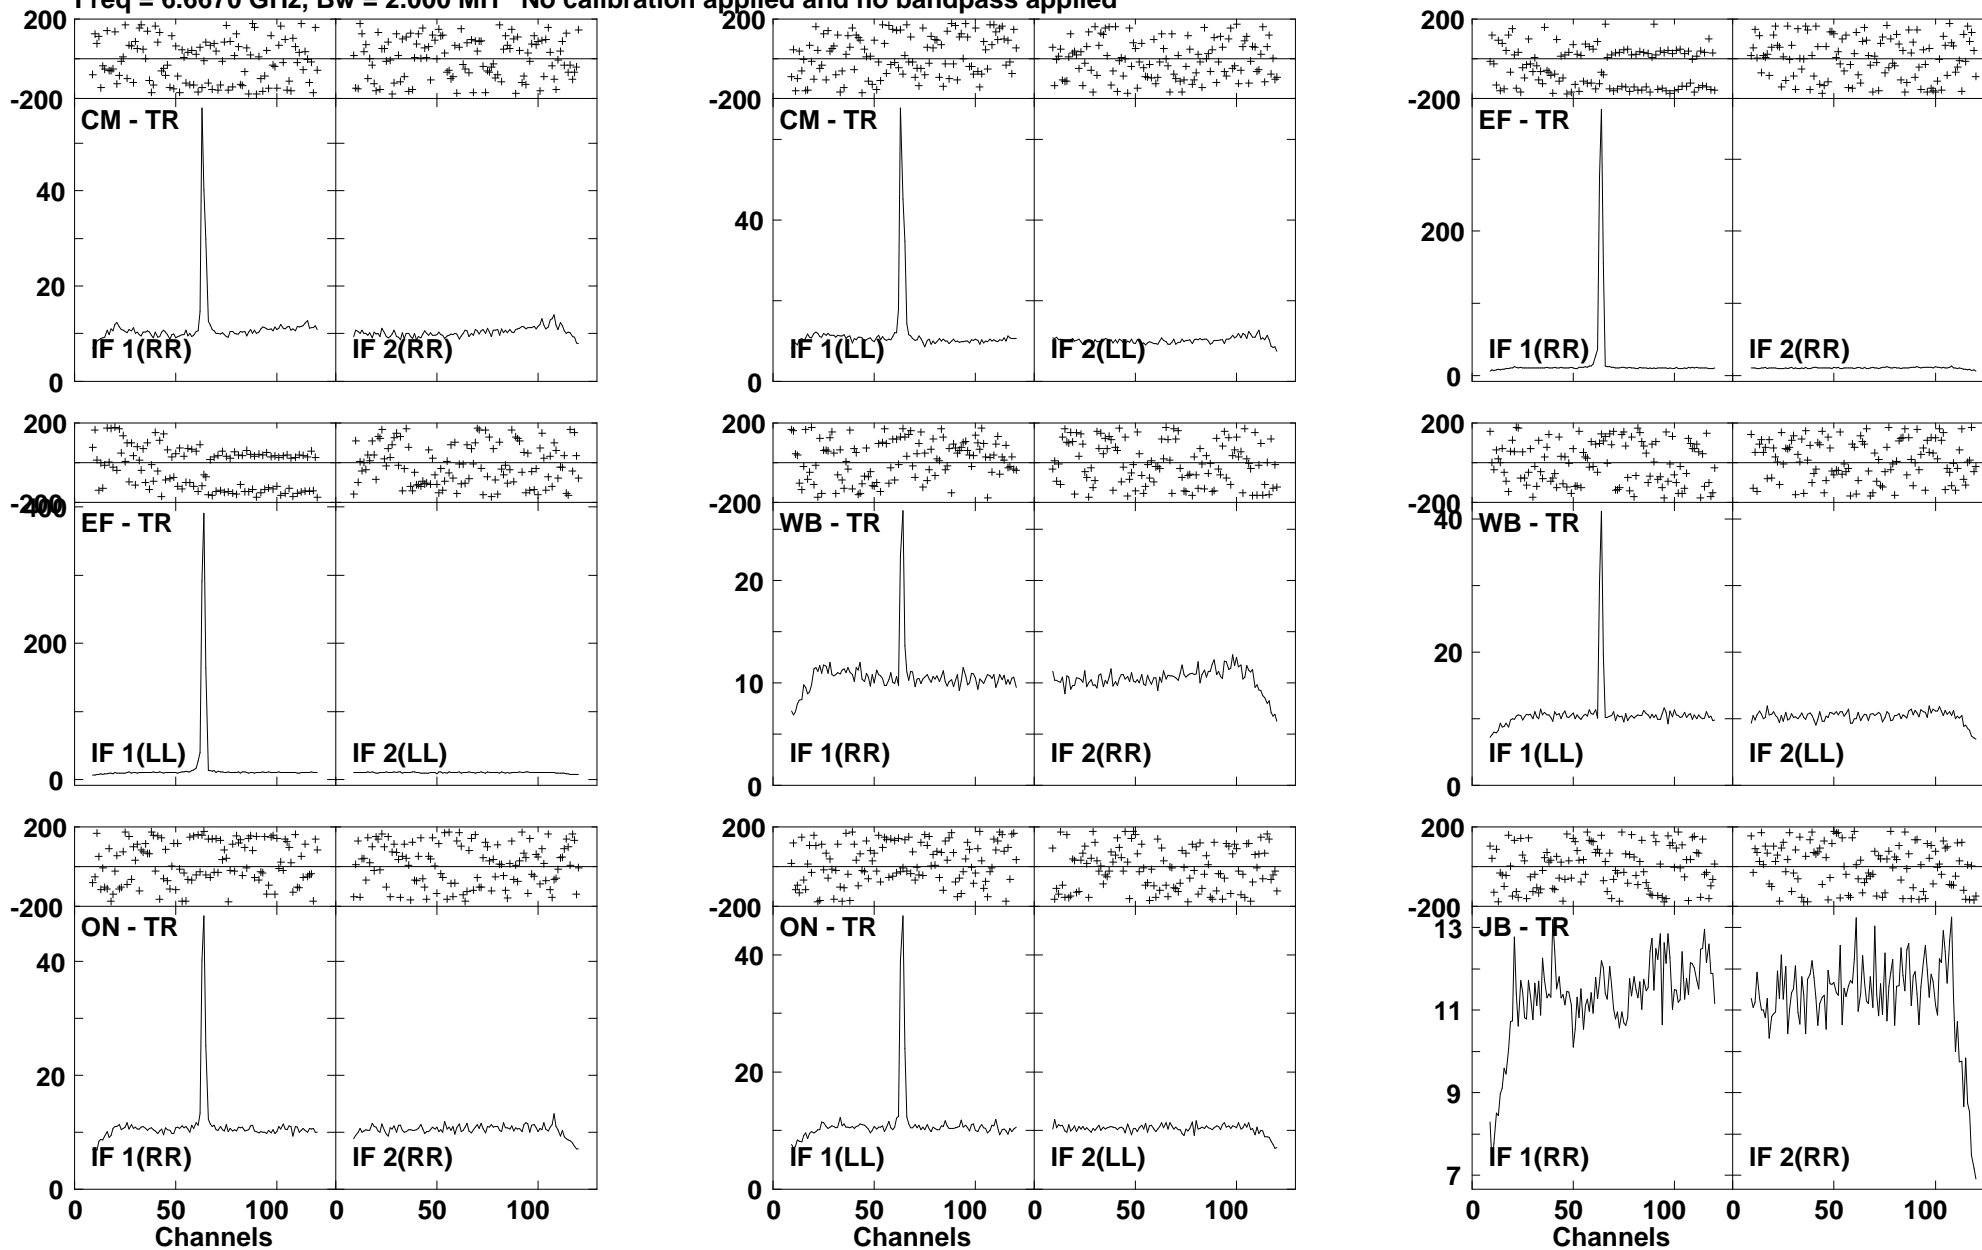 Freq = 6.6670 GHz, Bw = 2.000 MH No calibration applied and no bandpass applied
200
-200
CM - TR
40
20
0
IF 1(RR)
IF 2(RR)
200
-200
CM - TR
40
0
IF 1(LL)
IF 2(LL)
200
-200
EF - TR
200
0
IF 1(RR)
IF 2(RR)
200
-200
400
EF - TR
200
0
IF 1(LL)
IF 2(LL)
200
-200
WB - TR
20
10
0
IF 1(RR)
IF 2(RR)
200
-200
40
WB - TR
20
0
IF 1(LL)
IF 2(LL)
200
-200
ON - TR
40
20
0
IF 1(RR)
IF 2(RR)
0 50 100 0 50 100
Channels
200
-200
ON - TR
40
20
0
IF 1(LL)
IF 2(LL)
0 50 100 0 50 100
Channels
200
-200
13
JB - TR
11
9
7
IF 1(RR)
IF 2(RR)
0 50 100 0 50 100
Channels